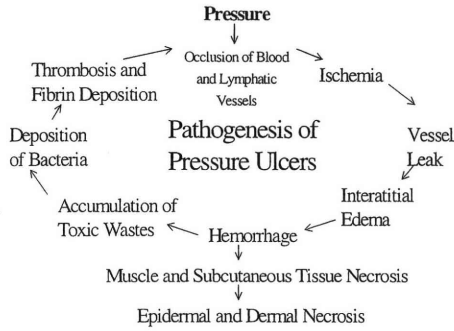 Pressure
Occlusion of Blood
and Lymphatic
Vessels
Ischemia
Vessel
Leak
Interatitial
Edema
Hemorrhage
Muscle and Subcutaneous Tissue Necrosis
Epidermal and Dermal Necrosis
Accumulation of
Toxic Wastes
Deposition
of Bacteria
Thrombosis and
Fibrin Deposition
Pathogenesis of
Pressure Ulcers